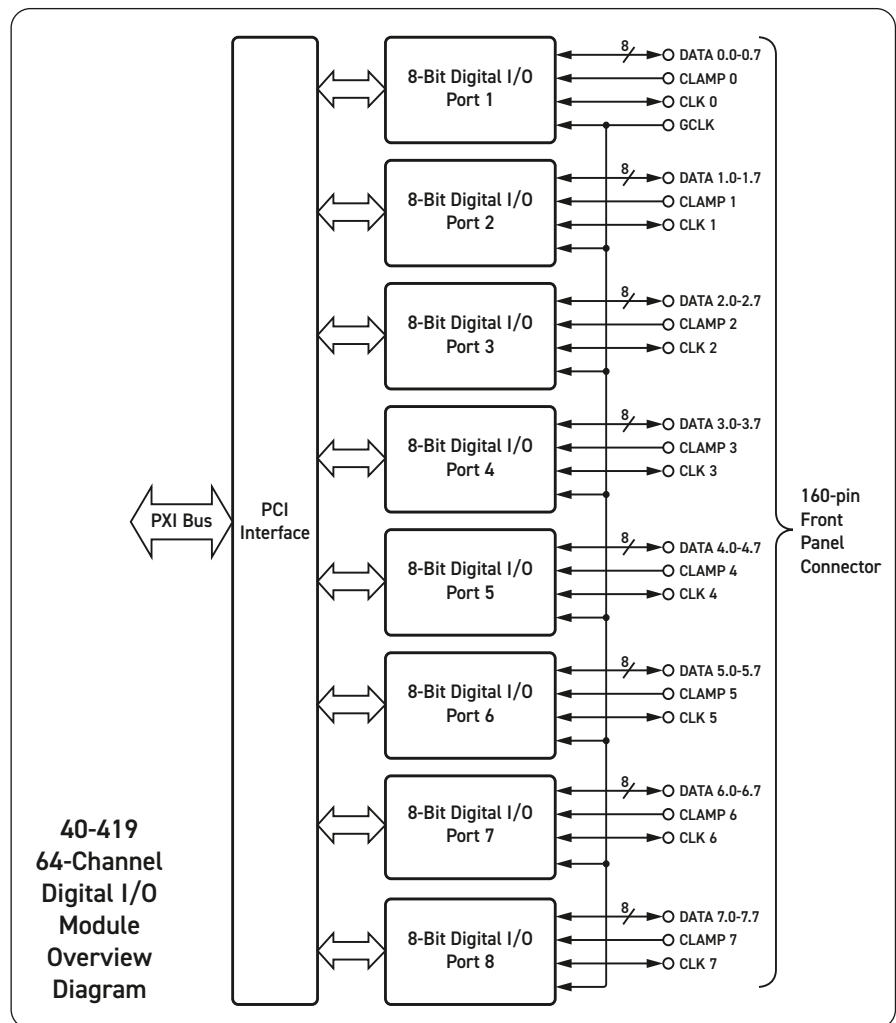 8-Bit Digital I/O
Port 1
8
DATA 0.0-0.7
CLAMP 0
CLK 0
GCLK
8-Bit Digital I/O
Port 2
8
DATA 1.0-1.7
CLAMP 1
CLK 1
8-Bit Digital I/O
Port 3
8
DATA 2.0-2.7
CLAMP 2
CLK 2
8-Bit Digital I/O
Port 4
8
DATA 3.0-3.7
CLAMP 3
CLK 3
PXI Bus
PCI
Interface
160-pin
Front
Panel
Connector
8-Bit Digital I/O
Port 5
8
DATA 4.0-4.7
CLAMP 4
CLK 4
8-Bit Digital I/O
Port 6
8
DATA 5.0-5.7
CLAMP 5
CLK 5
8-Bit Digital I/O
Port 7
8
DATA 6.0-6.7
CLAMP 6
CLK 6
8-Bit Digital I/O
Port 8
8
DATA 7.0-7.7
CLAMP 7
CLK 7
40-419
64-Channel
Digital I/O
Module
Overview
Diagram